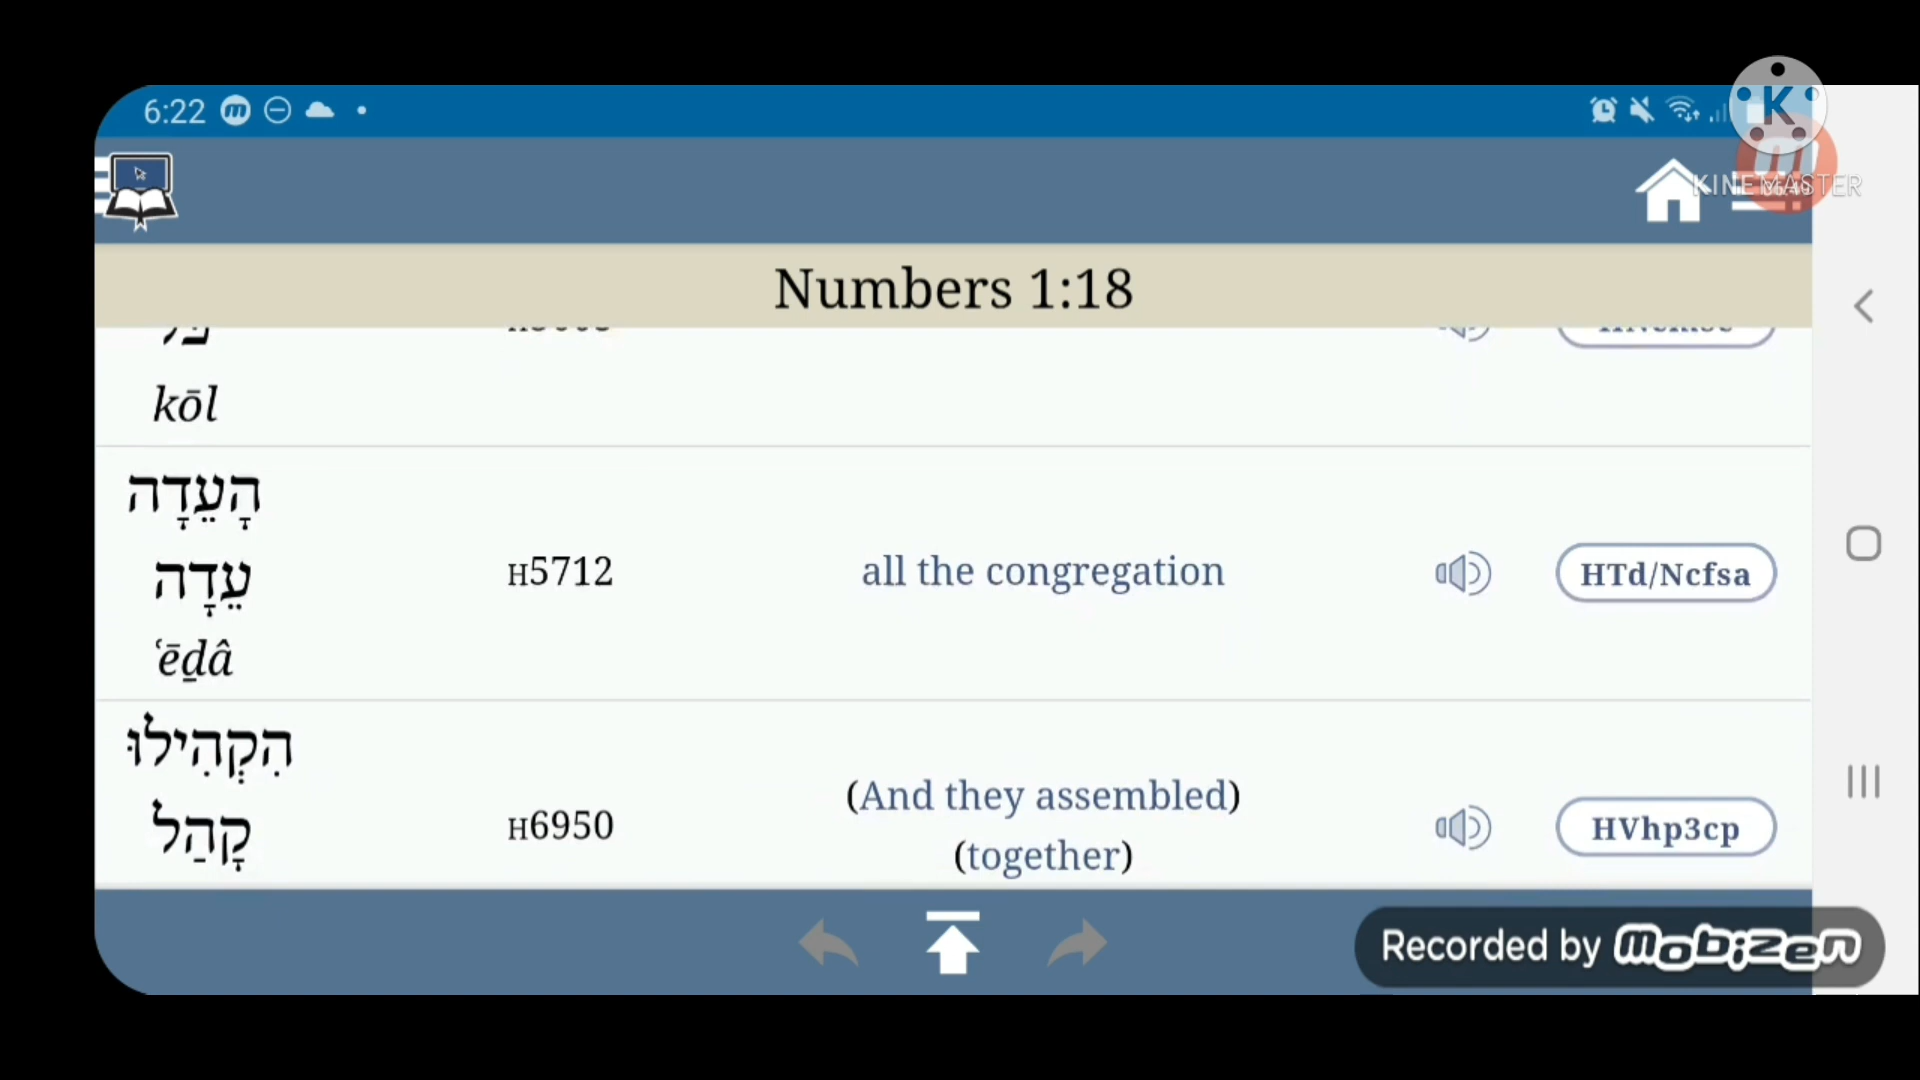 6:22
KINEMASTER
Numbers 1:18
kōl
הָעֵדָה
עֵדָה
ʿēḏâ
H5712
all the congregation
HTd/Ncfsa
הִקְהִילוּ
קָהַל
H6950
(And they assembled)
(together)
HVhp3cp
Recorded by mobizen